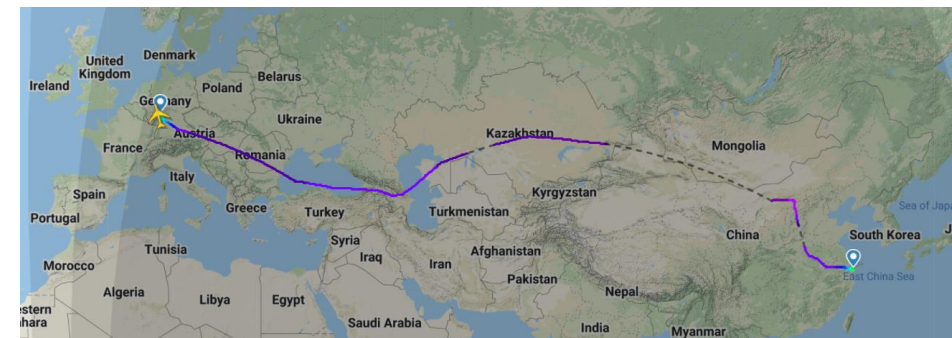 United
Kingdom
Denmark
Ireland
Belarus
Poland
Germany
Ukraine
Austria
Kazakhstan
France
Mongolia
Romania
Italy
Spain
Kyrgyzstan
Greece
Portugal
Turkey
Turkmenistan
Sea of Japa
China
South Korea
J
Syria
Tunisia
Iraq
Iran
Afghanistan
Morocco
East China Sea
Pakistan
Algeria
Libya
Egypt
Nepal
estern
ahara
Saudi Arabia
India
Myanmar